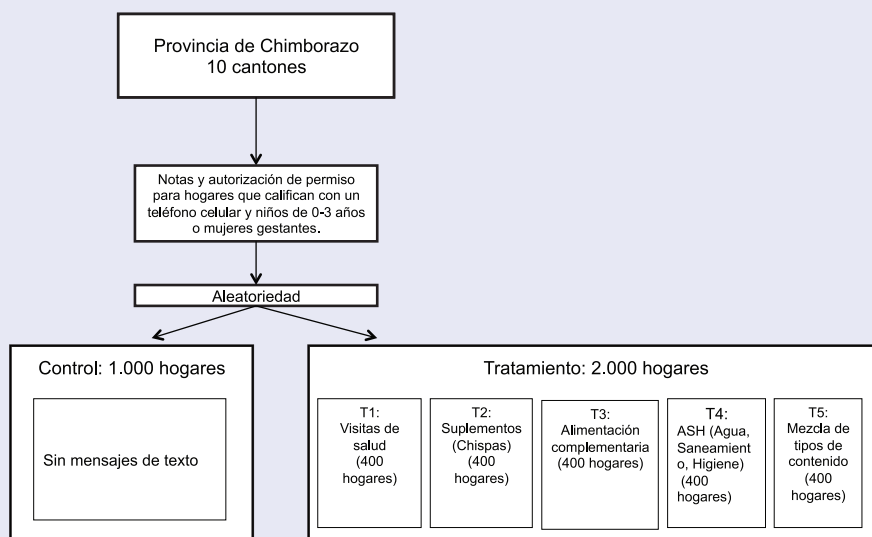 Provincia de Chimborazo
10 cantones
Notas y autorización de permiso
para hogares que califican con un
teléfono celular y niños de 0-3 años
o mujeres gestantes.
Aleatoriedad
Control: 1.000 hogares
Sin mensajes de texto
Tratamiento: 2.000 hogares
T1:
Visitas de
salud
(400
hogares)
T2:
Suplementos
(Chispas)
(400
hogares)
T3:
Alimentación
complementaria
(400 hogares)
T4:
ASH (Agua,
Saneamient
o, Higiene)
(400
hogares)
T5:
Mezcla de
tipos de
contenido
(400
hogares)